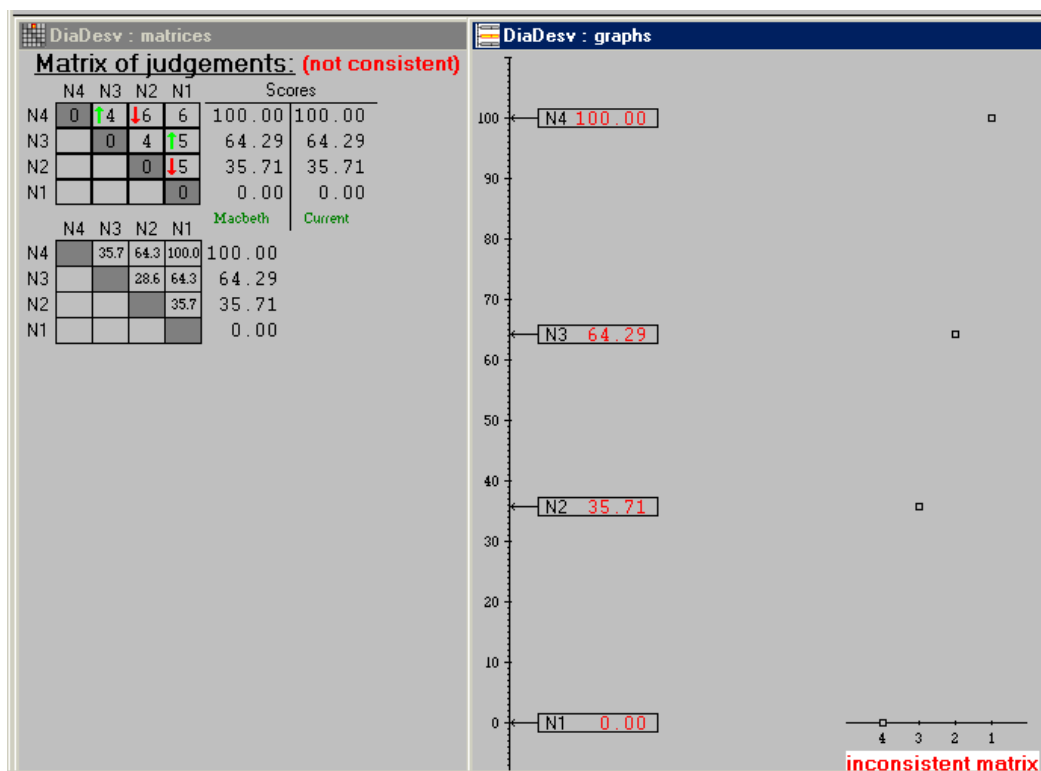 DiaDesv : matrices
Matrix of judgements: (not consistent)
N4 N3 N2 N1 Scores
N4 0 ↑4 ↓6 6 100.00 100.00
N3 0 4 ↑5 64.29 64.29
N2 0 ↓5 35.71 35.71
N1 0 0.00 0.00
Macbeth Current
N4 N3 N2 N1
N4 35.7 64.3 100.0 100.00
N3 28.6 64.3 64.29
N2 35.7 35.71
N1 0.00
DiaDesv : graphs
100 N4 100.00
90
80
70
N3 64.29
60
50
40
N2 35.71
30
20
10
0 N1 0.00
4 3 2 1
inconsistent matrix